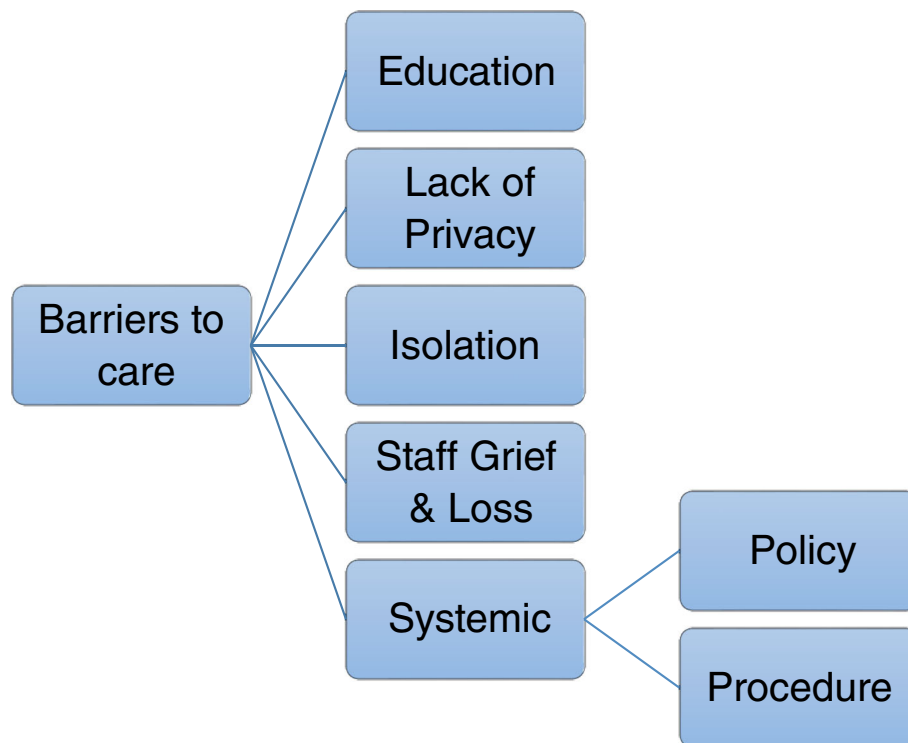 Education
Lack of
Privacy
Barriers to
care
Isolation
Staff Grief
& Loss
Systemic
Policy
Procedure